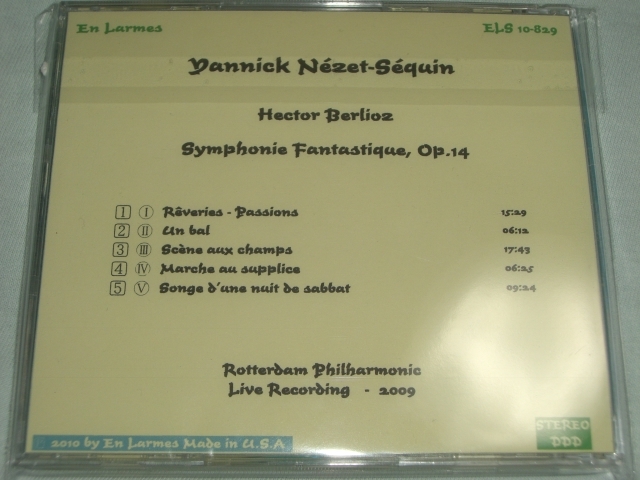 En Larmes ELS 10-829
Yannick Nézet-Séquin
Hector Berlioz
Symphonie Fantastique, Op.14
1 I Rêveries - Passions 15:29
2 II Un bal 06:12
3 III Scène aux champs 17:43
4 IV Marche au supplice 06:25
5 V Songe d'une nuit de sabbat 09:24
Rotterdam Philharmonic
Live Recording - 2009
STEREO
2010 by En Larmes Made in U.S.A DDD